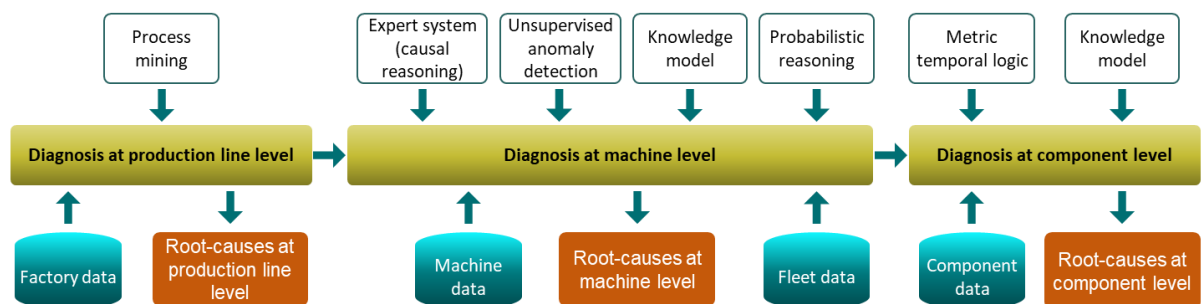 Process
mining
Expert system
(causal
reasoning)
Unsupervised
anomaly
detection
Knowledge
model
Probabilistic
reasoning
Metric
temporal logic
Knowledge
model
Diagnosis at production line level
Diagnosis at machine level
Diagnosis at component level
Factory data
Root-causes at
production line
level
Machine
data
Root-causes at
machine level
Fleet data
Component
data
Root-causes at
component level